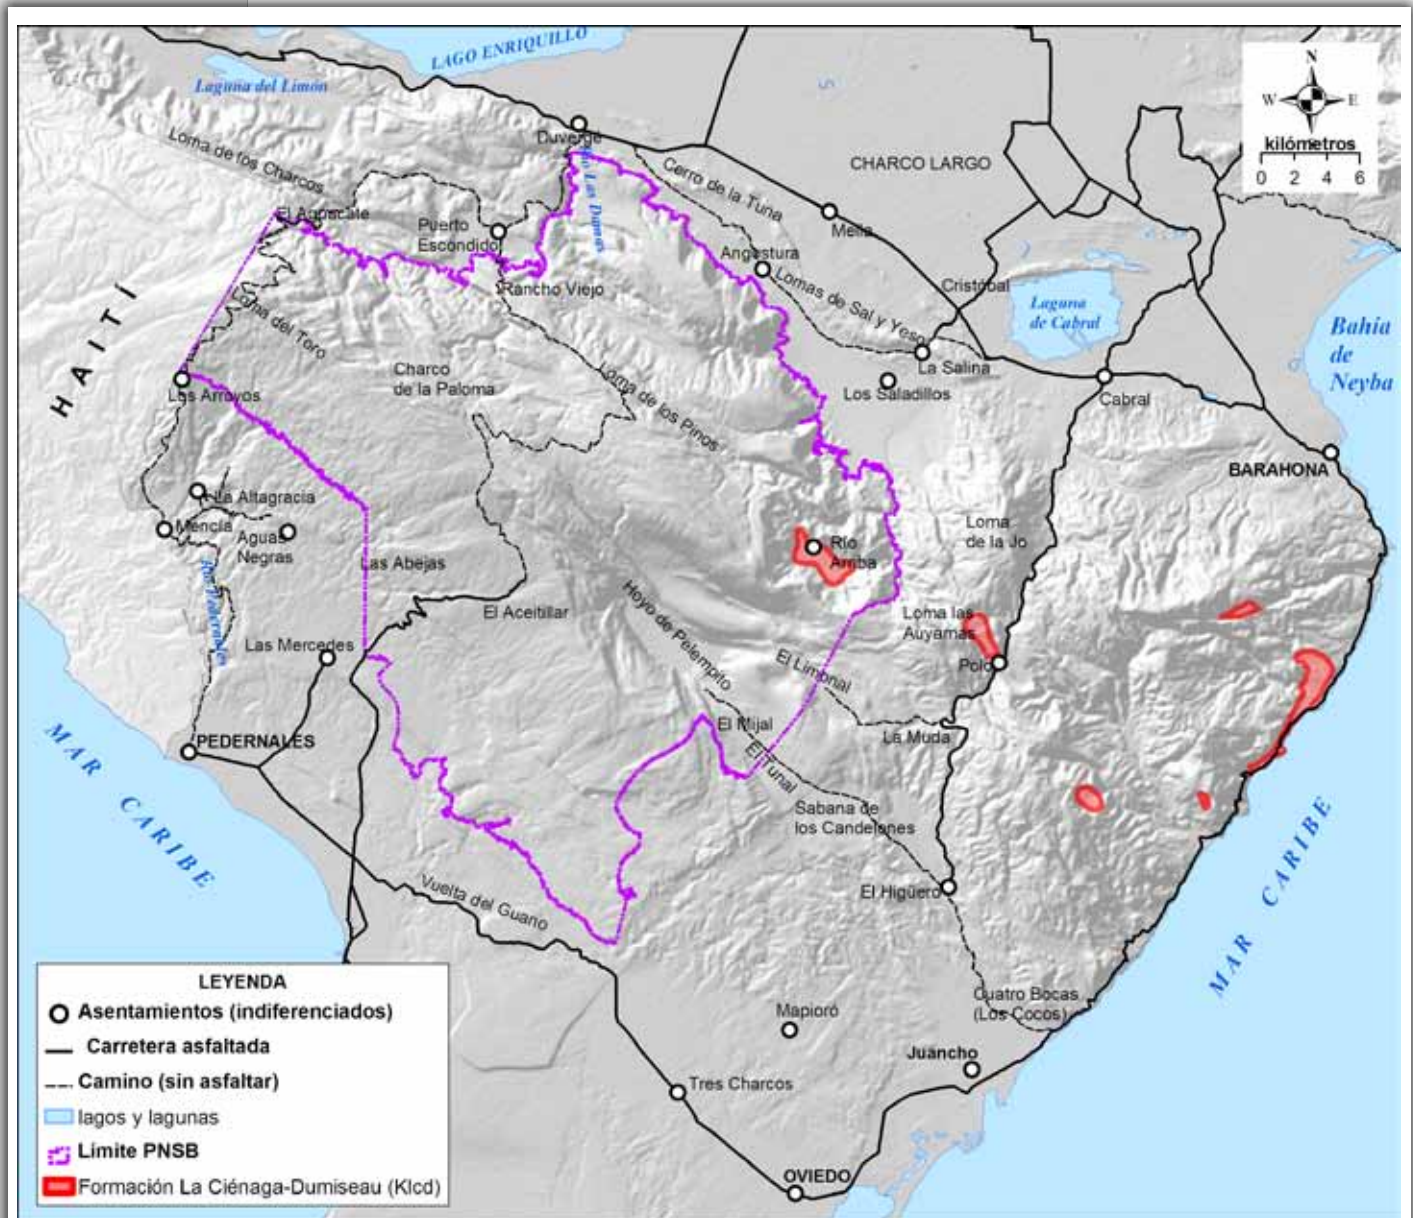 LAGO ENRIQUILLO
Laguna del Limón
N
W E
kilómetros
0 2 4 6
Duvergé
Río Las Damas
Loma de los Charcos
Cerro de la Tuna
CHARCO LARGO
El Aguacate
Puerto
Escondido
Mella
Angostura
Rancho Viejo
Lomas de Sal y Yeso
Cristóbal
Laguna
de Cabral
Bahía
de
Neyba
HAITÍ
Loma del Toro
Charco
de la Paloma
Loma de los Pinos
La Salina
Los Saladillos
Cabral
Los Arroyos
BARAHONA
La Altagracia
Mencía
Aguas
Negras
Río Pedernales
Las Abejas
Río
Arriba
Loma
de la Jo
El Aceitillar
Hoyo de Pelempito
Loma las
Auyamas
Las Mercedes
El Limonal
Polo
PEDERNALES
El Mijal
La Muda
El Tunal
MAR CARIBE
Sabana de
los Candelones
MAR CARIBE
Vuelta del Guano
El Higüero
Cuatro Bocas
(Los Cocos)
Mapioró
Juancho
Tres Charcos
OVIEDO
LEYENDA
Asentamientos (indiferenciados)
Carretera asfaltada
Camino (sin asfaltar)
lagos y lagunas
Límite PNSB
Formación La Ciénaga-Dumiseau (Klcd)